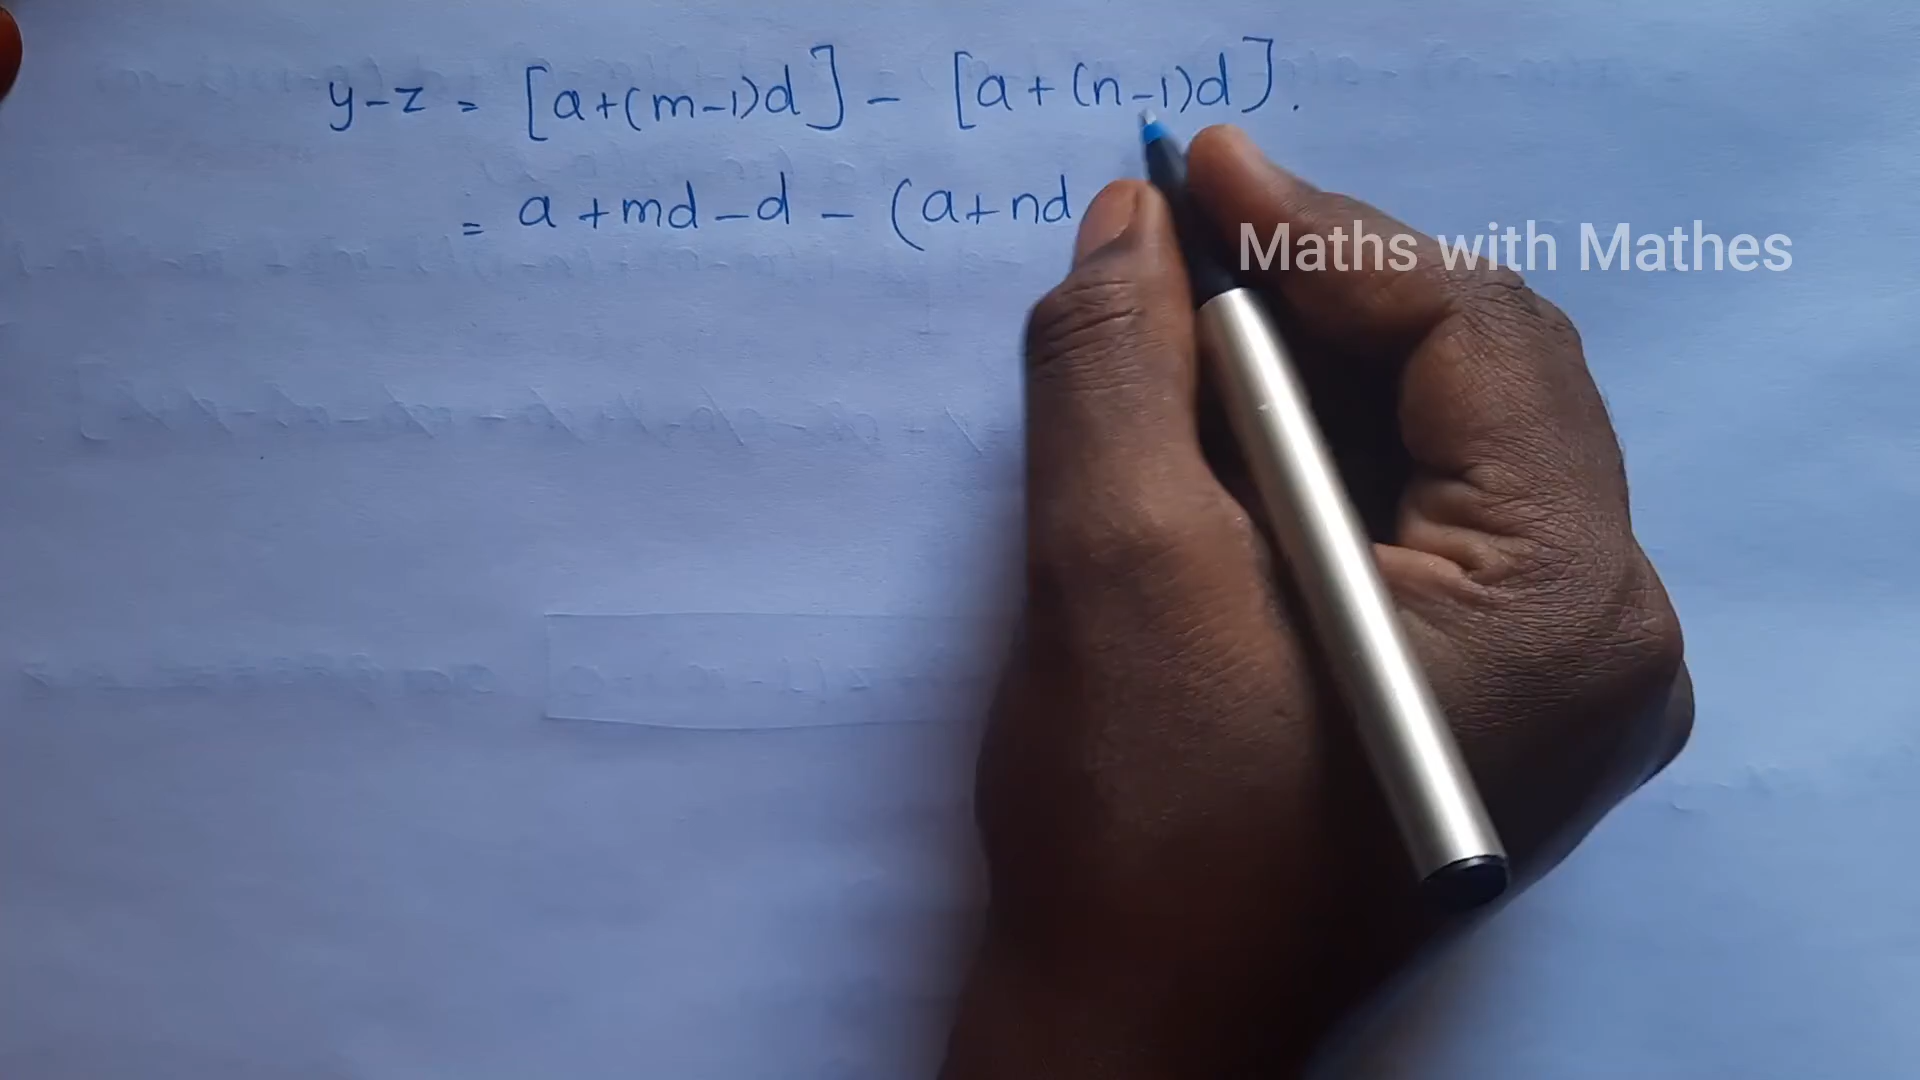 y-z = [a+(m-1)d] - [a+(n-1)d].
= a+md-d - (a+nd
Maths with Mathes